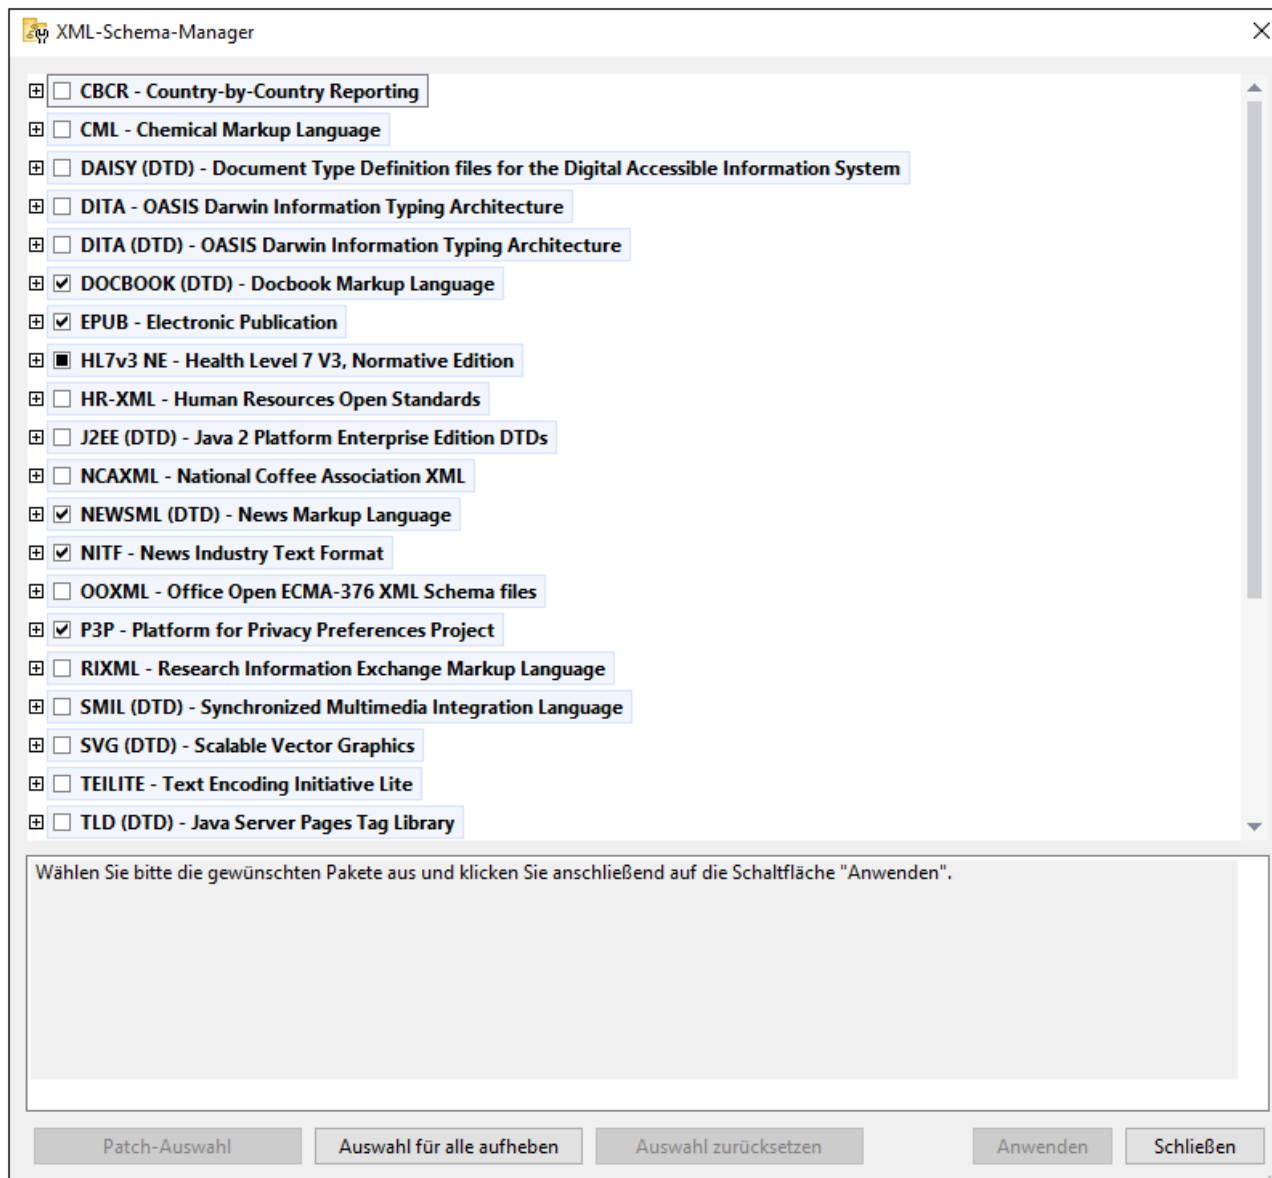 XML-Schema-Manager
CBCR - Country-by-Country Reporting
CML - Chemical Markup Language
DAISY (DTD) - Document Type Definition files for the Digital Accessible Information System
DITA - OASIS Darwin Information Typing Architecture
DITA (DTD) - OASIS Darwin Information Typing Architecture
DOCBOOK (DTD) - Docbook Markup Language
EPUB - Electronic Publication
HL7v3 NE - Health Level 7 V3, Normative Edition
HR-XML - Human Resources Open Standards
J2EE (DTD) - Java 2 Platform Enterprise Edition DTDs
NCAXML - National Coffee Association XML
NEWSML (DTD) - News Markup Language
NITF - News Industry Text Format
OOXML - Office Open ECMA-376 XML Schema files
P3P - Platform for Privacy Preferences Project
RIXML - Research Information Exchange Markup Language
SMIL (DTD) - Synchronized Multimedia Integration Language
SVG (DTD) - Scalable Vector Graphics
TEILITE - Text Encoding Initiative Lite
TLD (DTD) - Java Server Pages Tag Library
Wählen Sie bitte die gewünschten Pakete aus und klicken Sie anschließend auf die Schaltfläche "Anwenden".
Patch-Auswahl Auswahl für alle aufheben Auswahl zurücksetzen Anwenden Schließen